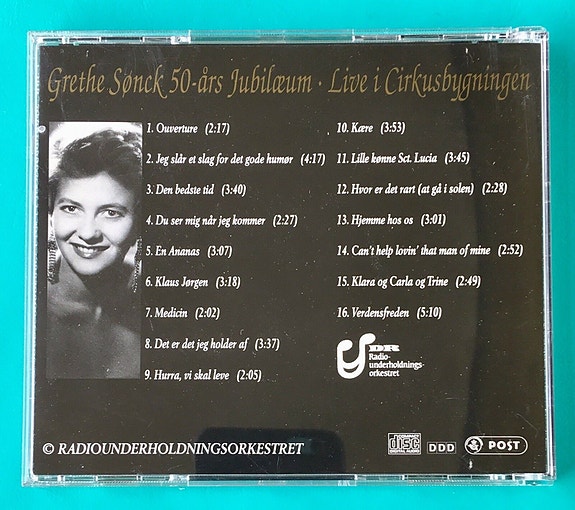 Grethe Sønck 50-års Jubilæum · Live i Cirkusbygningen
1. Ouverture (2:17)
2. Jeg slår et slag for det gode humør (4:17)
3. Den bedste tid (3:40)
4. Du ser mig når jeg kommer (2:27)
5. En Ananas (3:07)
6. Klaus Jørgen (3:18)
7. Medicin (2:02)
8. Det er det jeg holder af (3:37)
9. Hurra, vi skal leve (2:05)
10. Kære (3:53)
11. Lille kønne Sct. Lucia (3:45)
12. Hvor er det rart (at gå i solen) (2:28)
13. Hjemme hos os (3:01)
14. Can't help lovin' that man of mine (2:52)
15. Klara og Carla og Trine (2:49)
16. Verdensfreden (5:10)
DR
Radio-
underholdnings-
orkestret
© RADIOUNDERHOLDNINGSORKESTRET
COMPACT
disc
DIGITAL AUDIO
DDD
POST